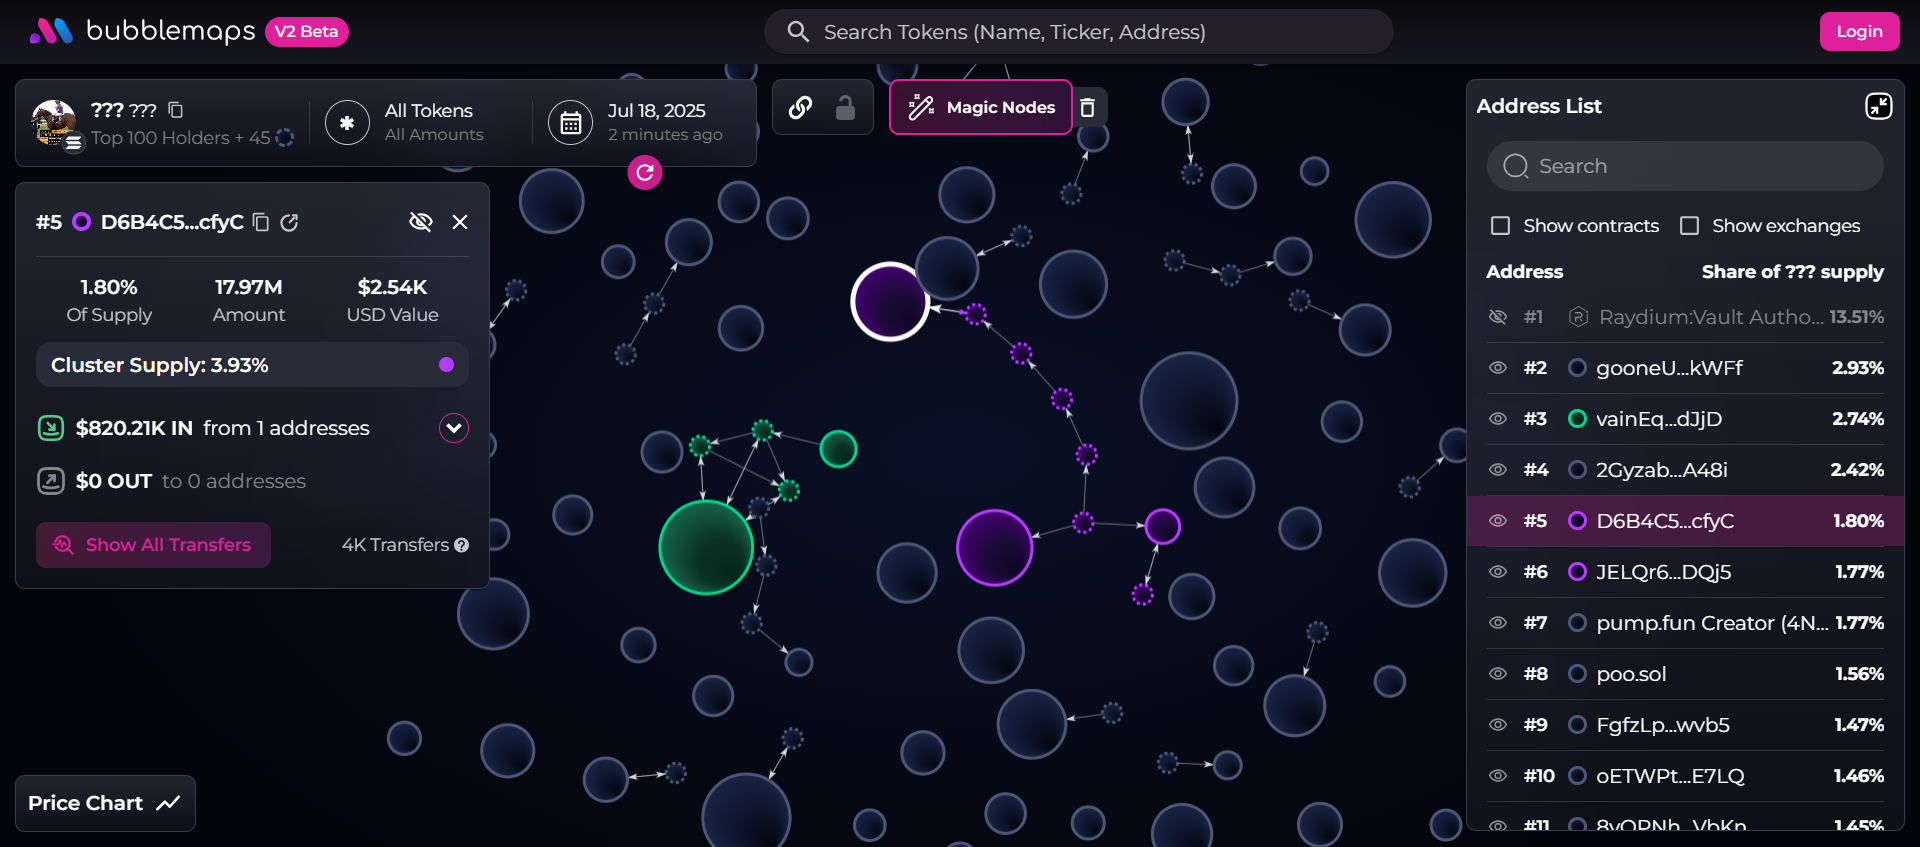 bubblemaps V2 Beta
Search Tokens (Name, Ticker, Address)
Login
??? ???
Top 100 Holders + 45
All Tokens
All Amounts
Jul 18, 2025
2 minutes ago
Magic Nodes
#5 D6B4C5...cfyC
1.80% 17.97M $2.54K
Of Supply Amount USD Value
Cluster Supply: 3.93%
$820.21K IN from 1 addresses
$0 OUT to 0 addresses
Show All Transfers 4K Transfers ?
Price Chart
Address List
Search
Show contracts Show exchanges
Address Share of ??? supply
#1 Raydium:Vault Autho... 13.51%
#2 gooneU...kWFf 2.93%
#3 vainEq...dJjD 2.74%
#4 2Gyzab...A48i 2.42%
#5 D6B4C5...cfyC 1.80%
#6 JELQr6...DQj5 1.77%
#7 pump.fun Creator (4N... 1.77%
#8 poo.sol 1.56%
#9 FgfzLp...wvb5 1.47%
#10 oETWPt...E7LQ 1.46%
#11 1.45%